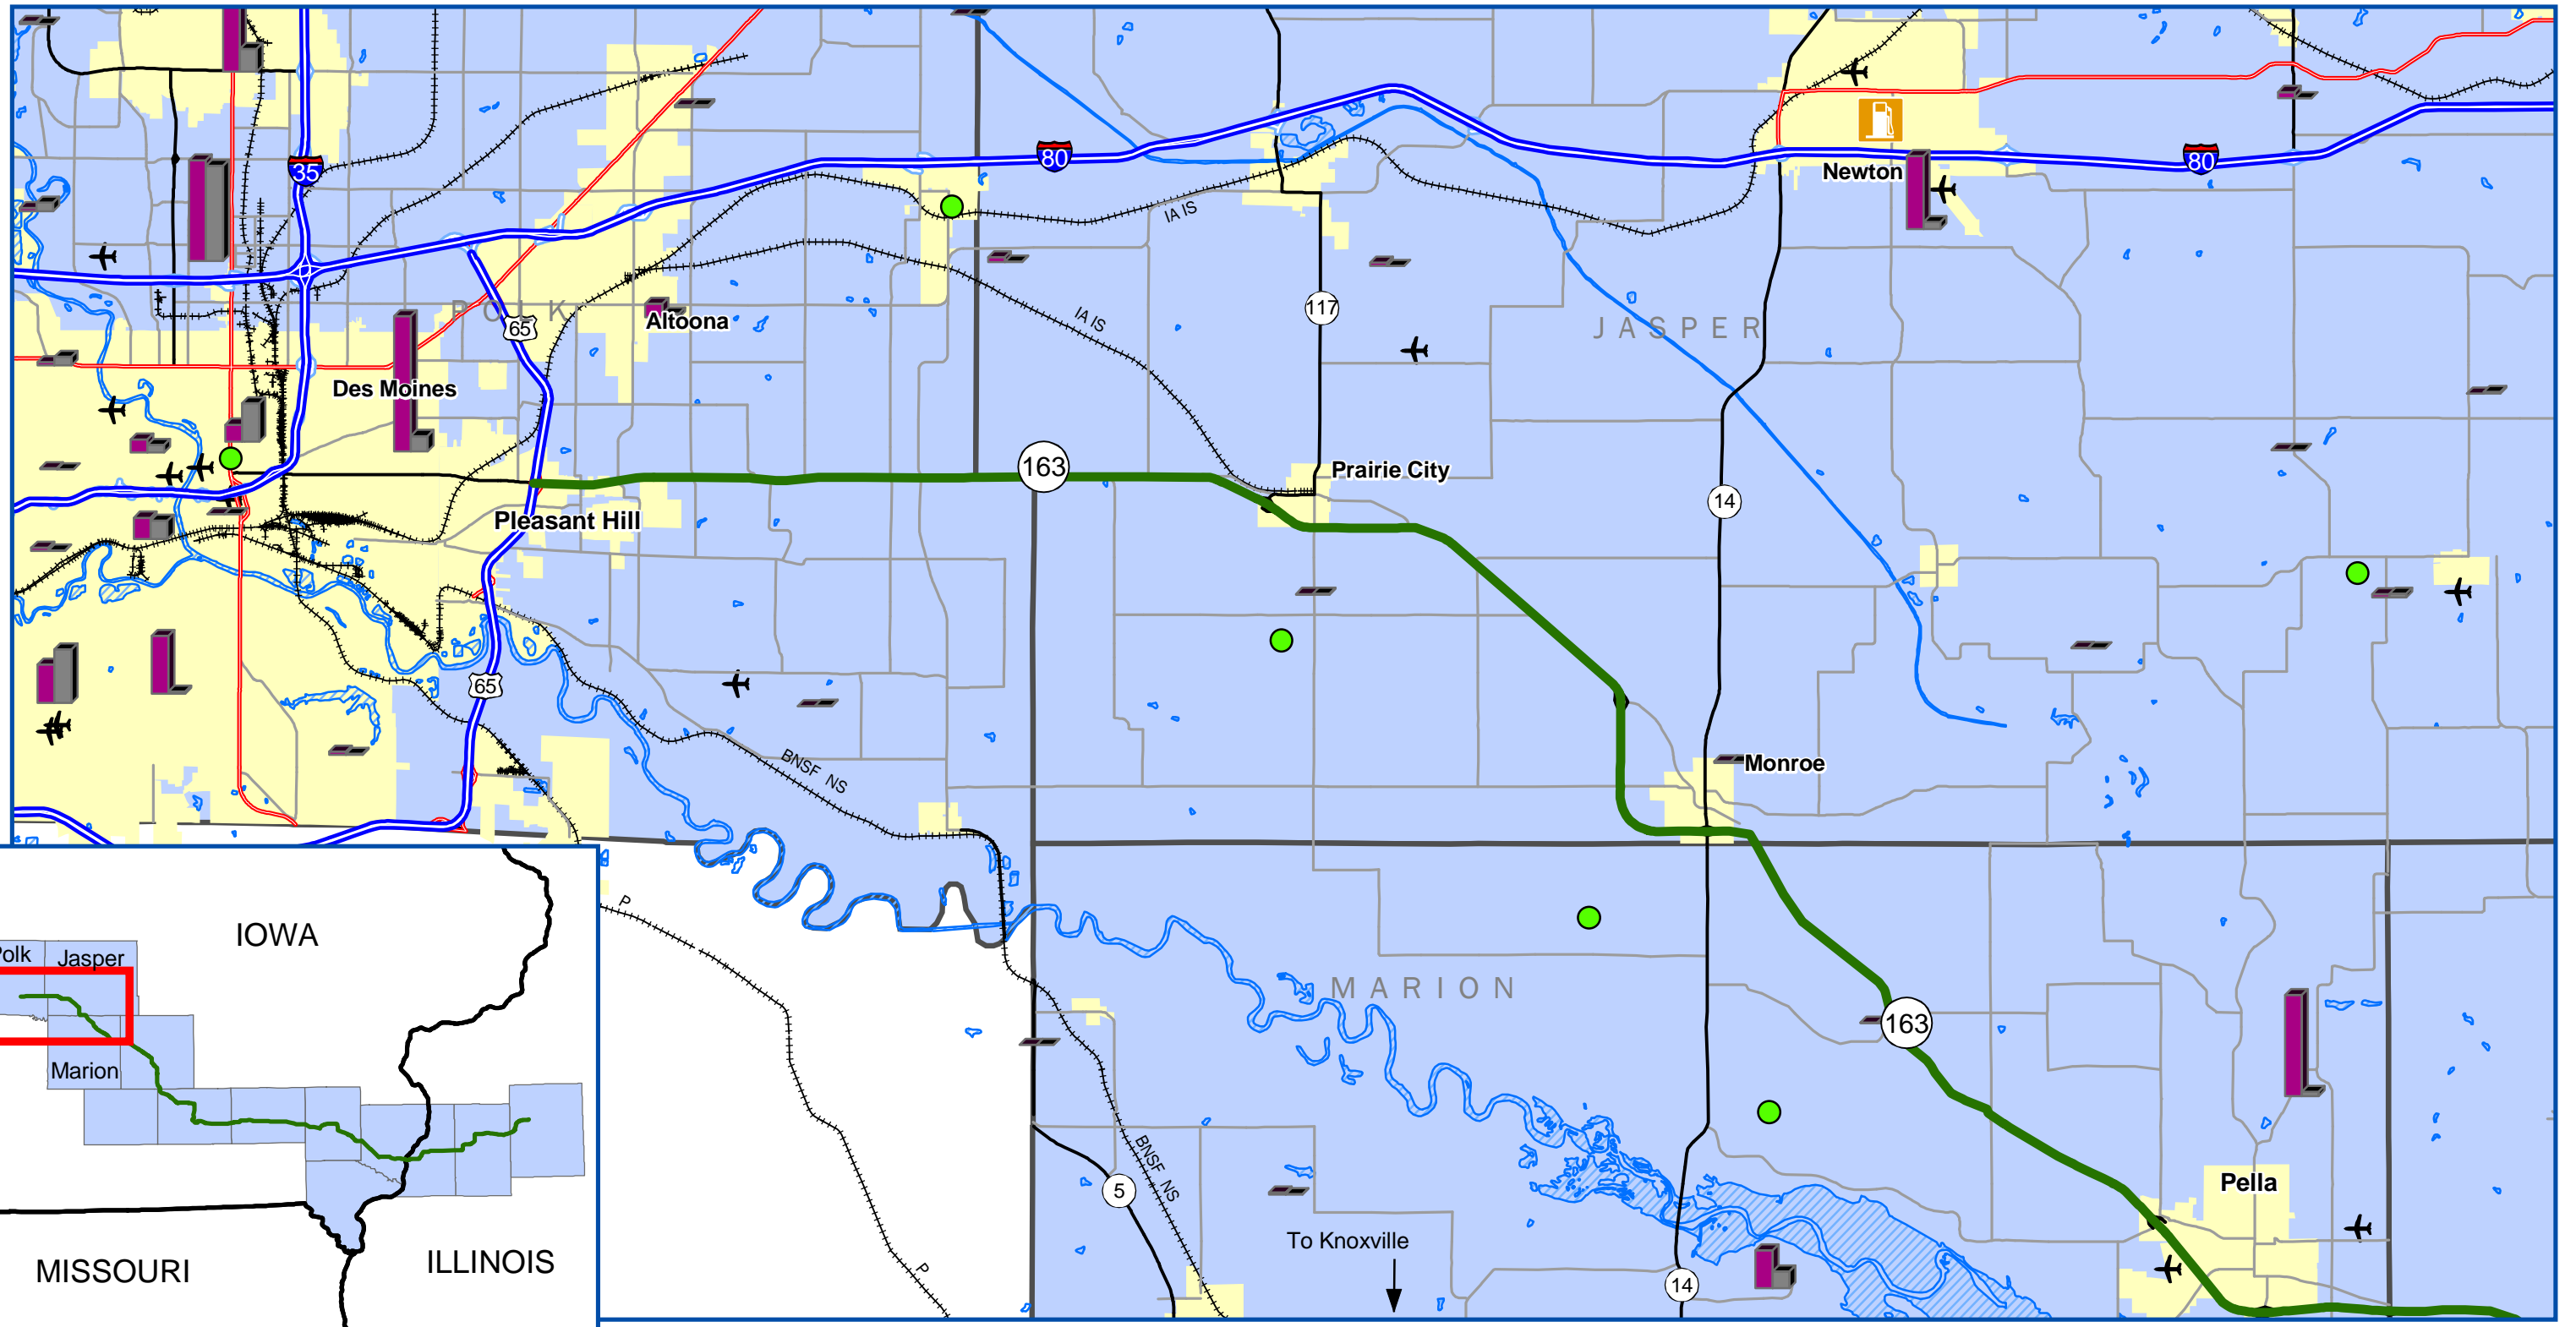 35
80
80
Newton
IA IS
POLK
65
Altoona
IA IS
117
JASPER
Des Moines
163
Prairie City
14
Pleasant Hill
65
BNSF NS
Monroe
P
IOWA
olk
Jasper
MARION
163
Marion
BNSF NS
5
Pella
To Knoxville
P
MISSOURI
ILLINOIS
14